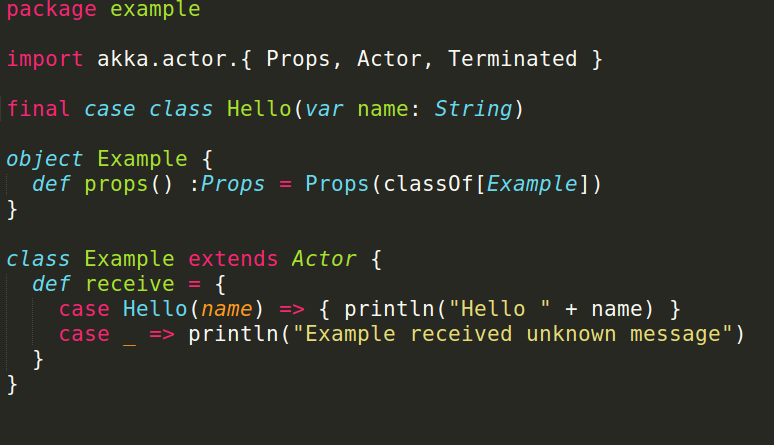 package example
import akka.actor.{ Props, Actor, Terminated }
final case class Hello(var name: String)
object Example {
def props() :Props = Props(classOf[Example])
}
class Example extends Actor {
def receive = {
case Hello(name) => { println("Hello " + name) }
case _ => println("Example received unknown message")
}
}